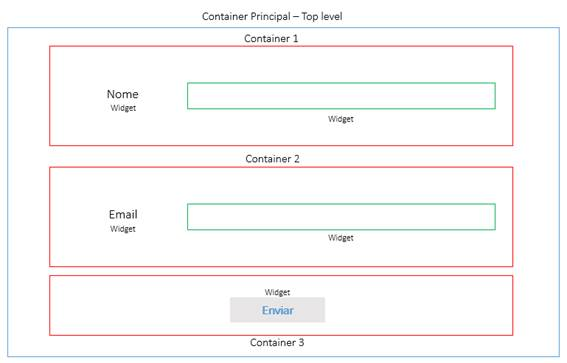 Container Principal – Top level
Container 1
Nome
Widget
Widget
Container 2
Email
Widget
Widget
Widget
Enviar
Container 3